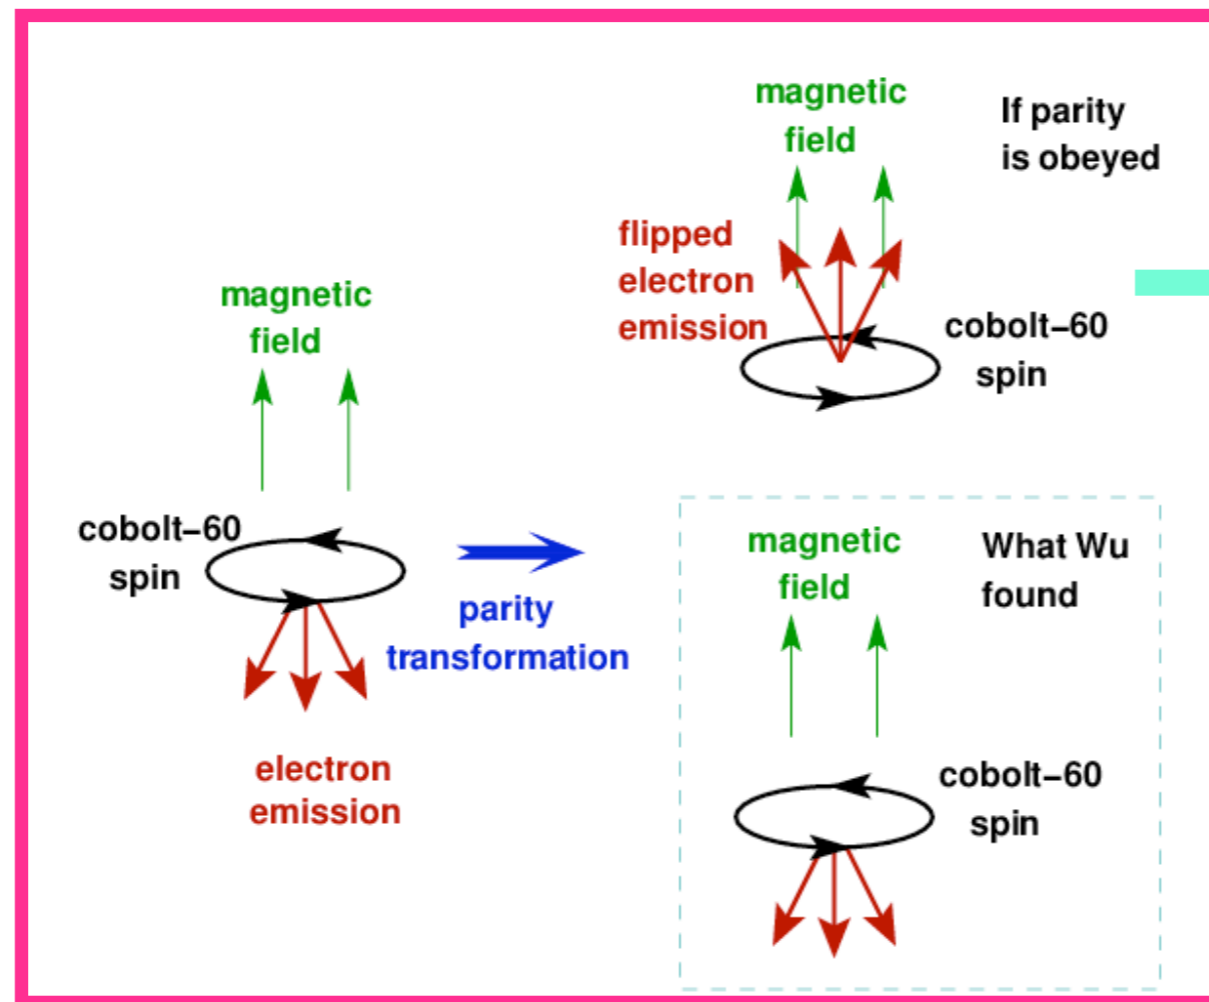 magnetic
field
cobolt−60
spin
electron
emission
parity
transformation
magnetic
field
If parity
is obeyed
flipped
electron
emission
cobolt−60
spin
magnetic
field
What Wu
found
cobolt−60
spin